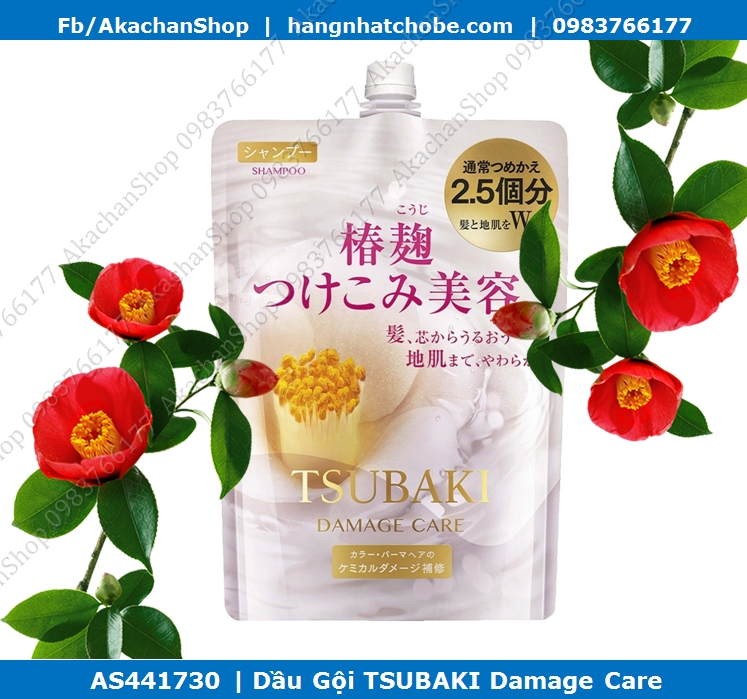 Fb/AkachanShop | hangnhatchobe.com | 0983766177
シャンプー
SHAMPOO
通常つめかえ
2.5個分
髪と地肌をW
こうじ
椿麹
つけこみ美容
髪、芯からうるおう
地肌まで、やわらか
TSUBAKI
DAMAGE CARE
カラー・パーマヘアの
ケミカルダメージ補修
AkachanShop 0983766177
AS441730 | Dầu Gội TSUBAKI Damage Care